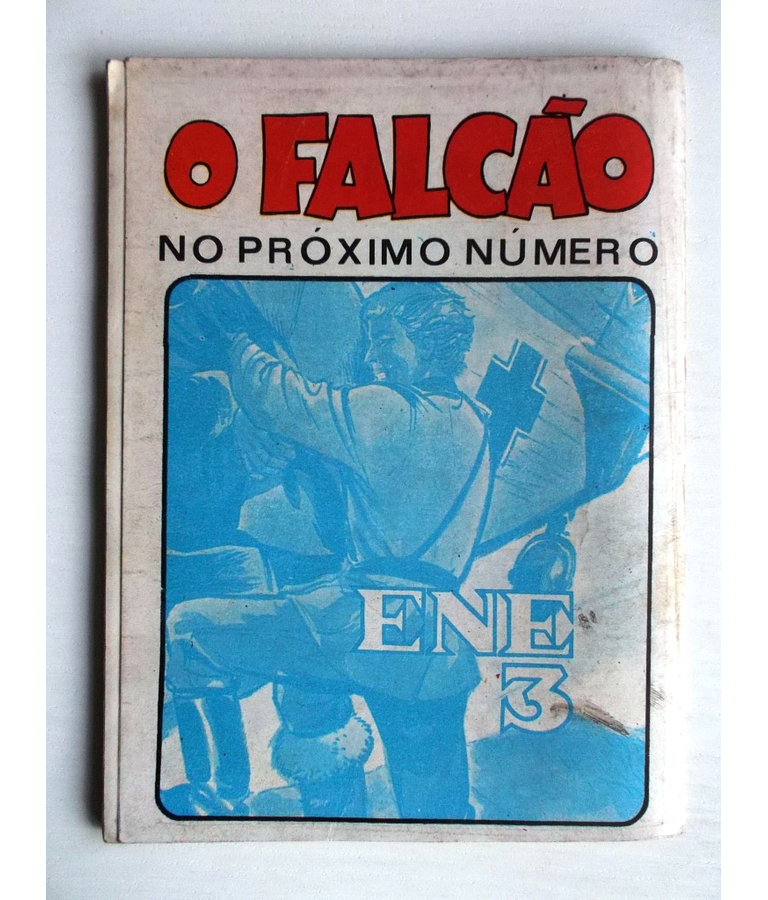 O FALCÃO
NO PRÓXIMO NÚMERO
ENE
3